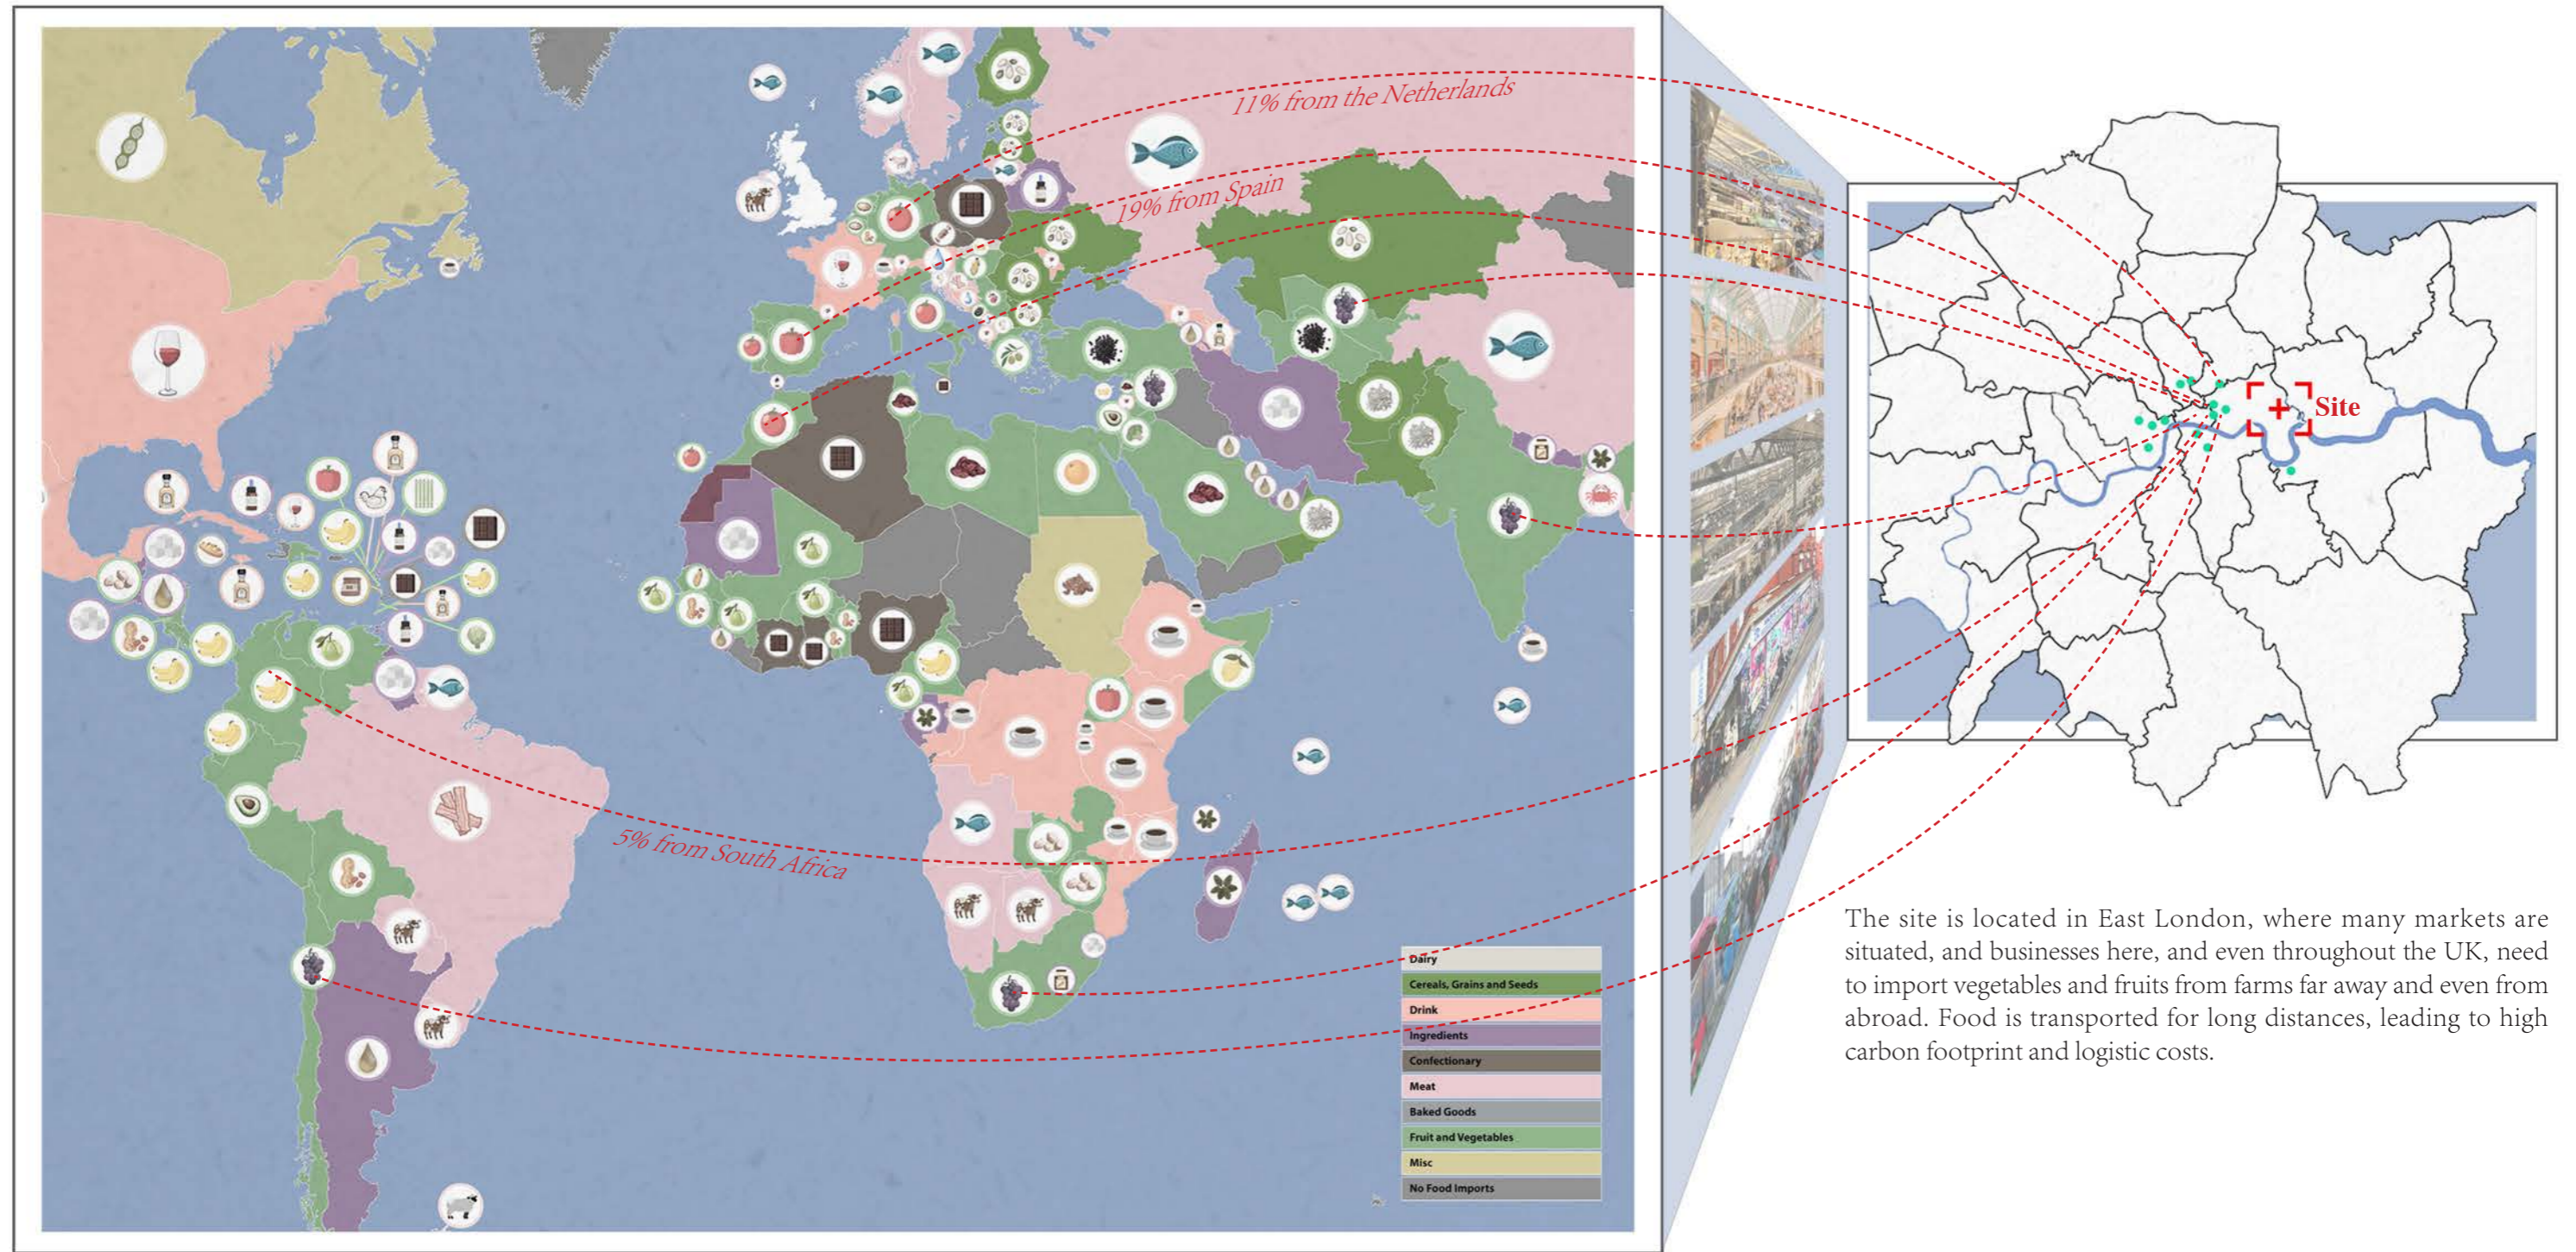 11% from the Netherlands
19% from Spain
5% from South Africa
Dairy
Cereals, Grains and Seeds
Drink
Ingredients
Confectionary
Meat
Baked Goods
Fruit and Vegetables
Misc
No Food Imports
Site
The site is located in East London, where many markets are
situated, and businesses here, and even throughout the UK, need
to import vegetables and fruits from farms far away and even from
abroad. Food is transported for long distances, leading to high
carbon footprint and logistic costs.